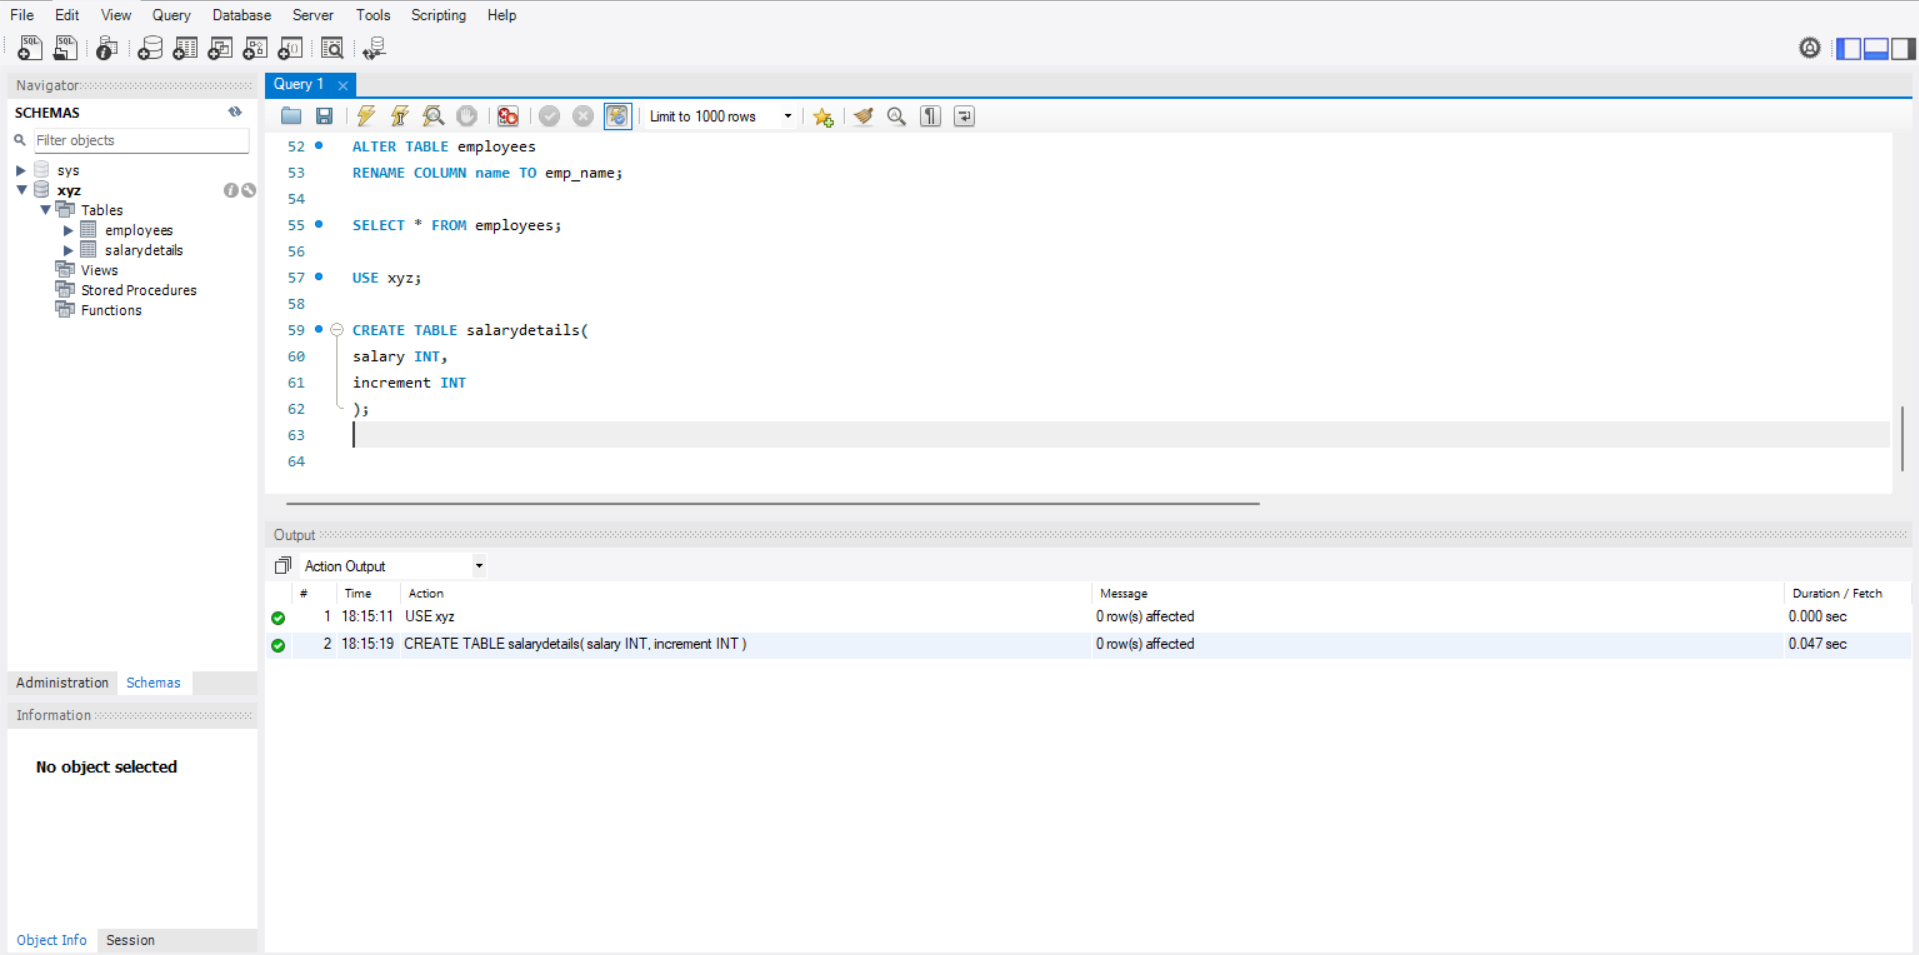 File Edit View Query Database Server Tools Scripting Help
Navigator
SCHEMAS
Filter objects
sys
xyz
Tables
employees
salarydetails
Views
Stored Procedures
Functions
Administration Schemas
Information
No object selected
Object Info Session
Query 1
Limit to 1000 rows
52 ALTER TABLE employees
53 RENAME COLUMN name TO emp_name;
54
55 SELECT * FROM employees;
56
57 USE xyz;
58
59 CREATE TABLE salarydetails(
60 salary INT,
61 increment INT
62 );
63
64
Output
Action Output
# Time Action Message Duration / Fetch
1 18:15:11 USE xyz 0 row(s) affected 0.000 sec
2 18:15:19 CREATE TABLE salarydetails( salary INT, increment INT ) 0 row(s) affected 0.047 sec